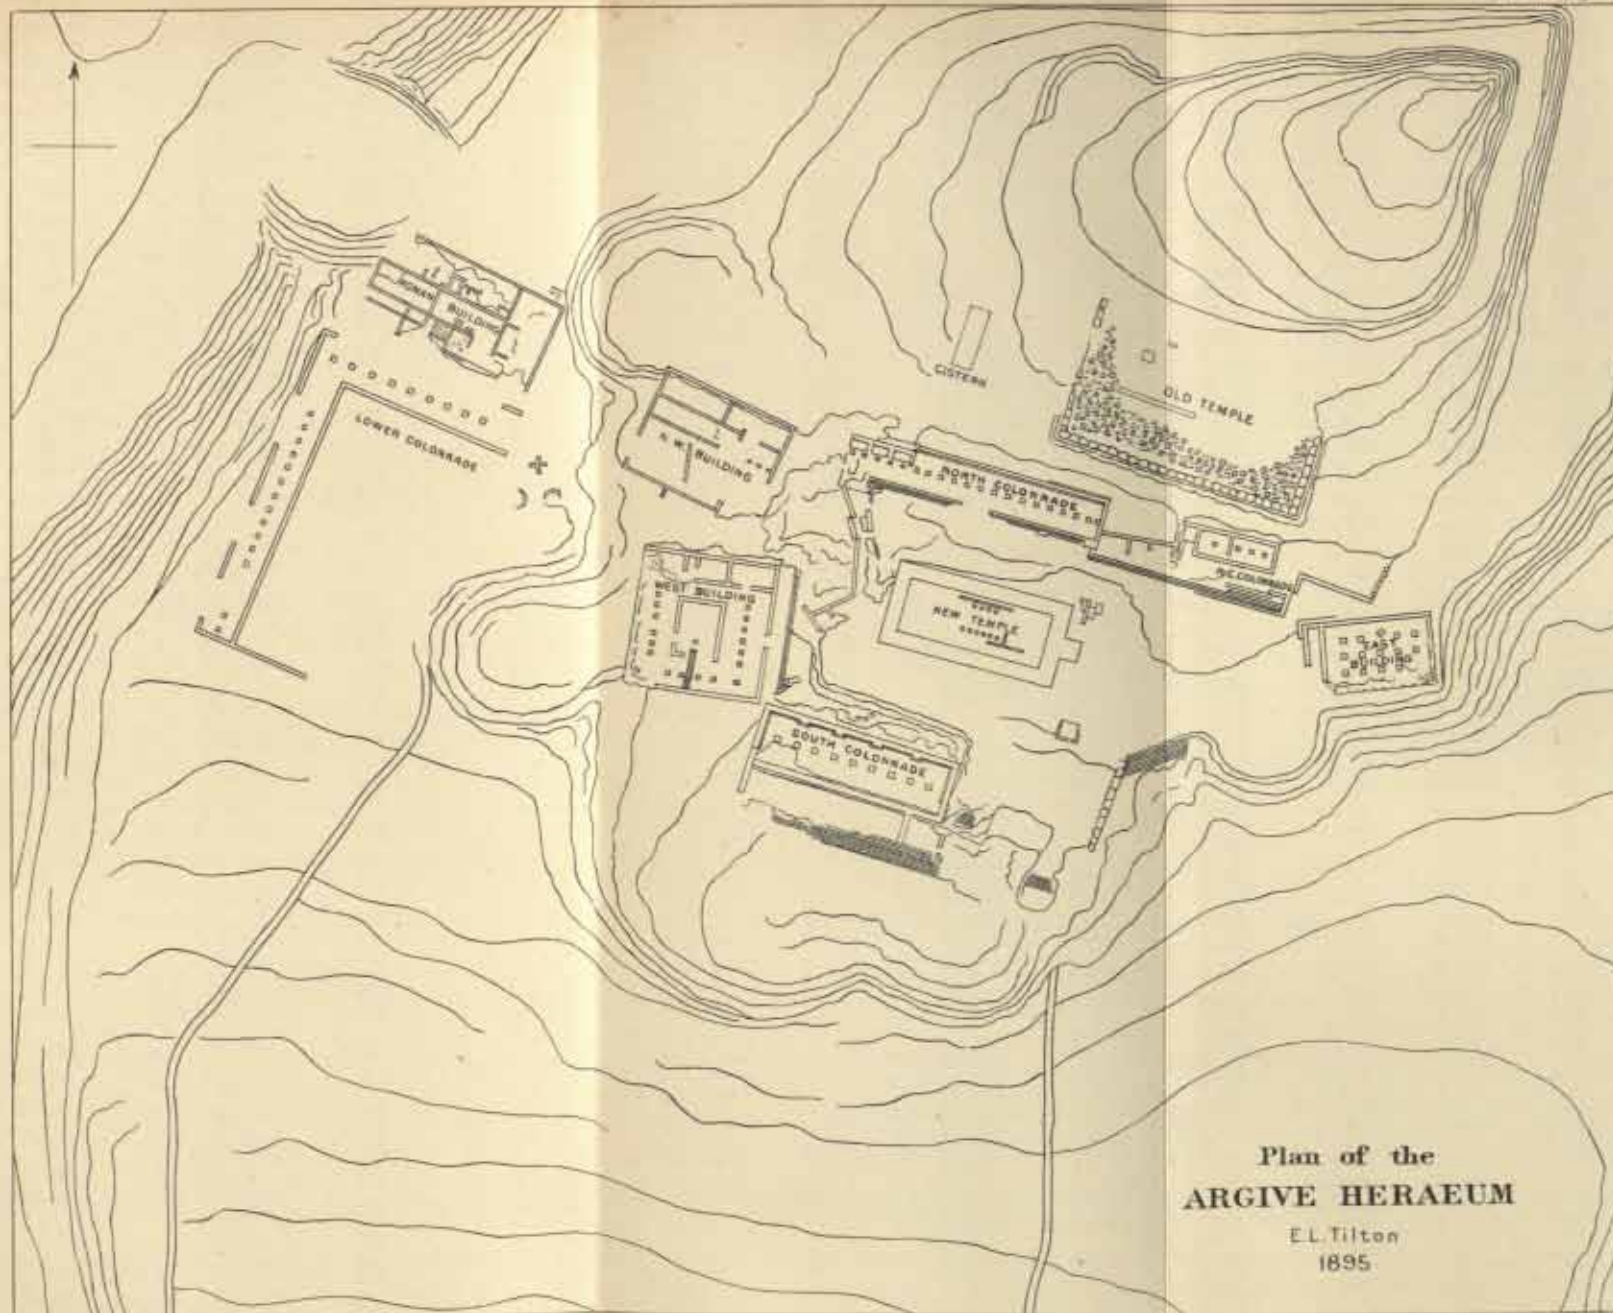 ROMAN
BUILDING
LOWER COLONNADE
N.W. BUILDING
CISTERN
OLD TEMPLE
NORTH COLONNADE
WEST BUILDING
NEW TEMPLE
SOUTH COLONNADE
Plan of the
ARGIVE HERAEUM
E.L. Tilton
1895